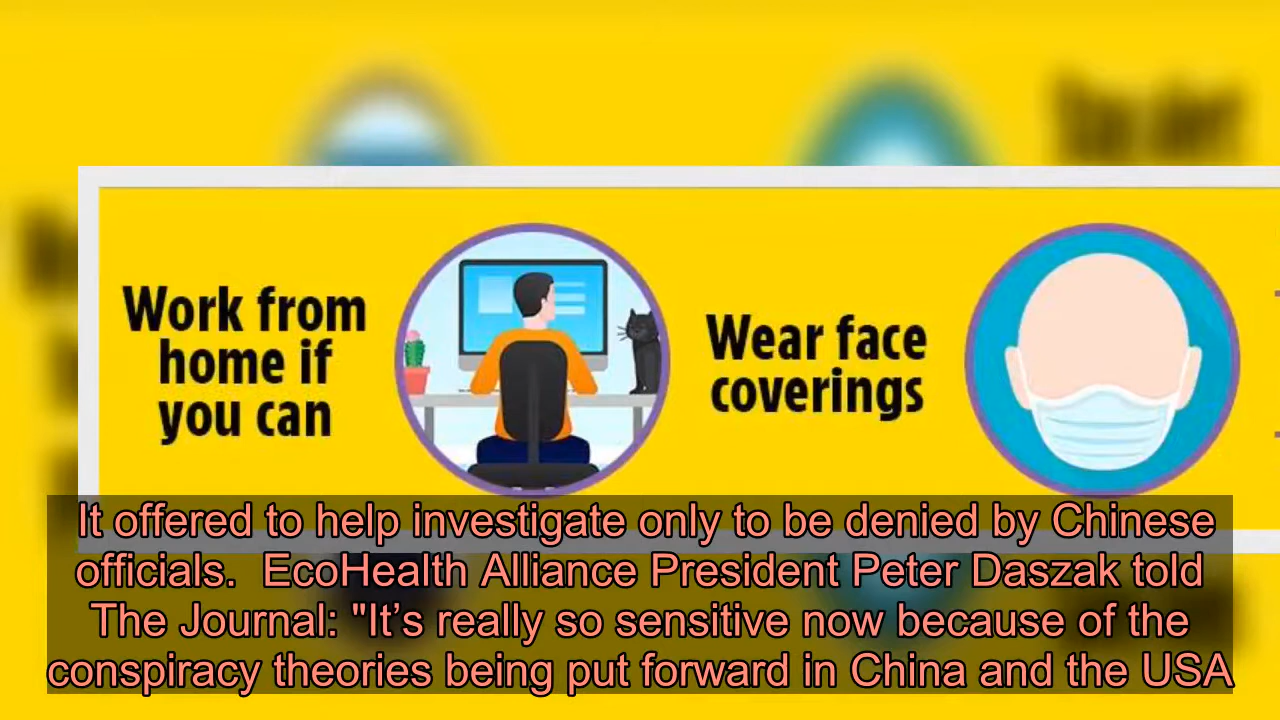 Work from
home if
you can
Wear face
coverings
It offered to help investigate only to be denied by Chinese
officials.  EcoHealth Alliance President Peter Daszak told
The Journal: "It’s really so sensitive now because of the
conspiracy theories being put forward in China and the USA